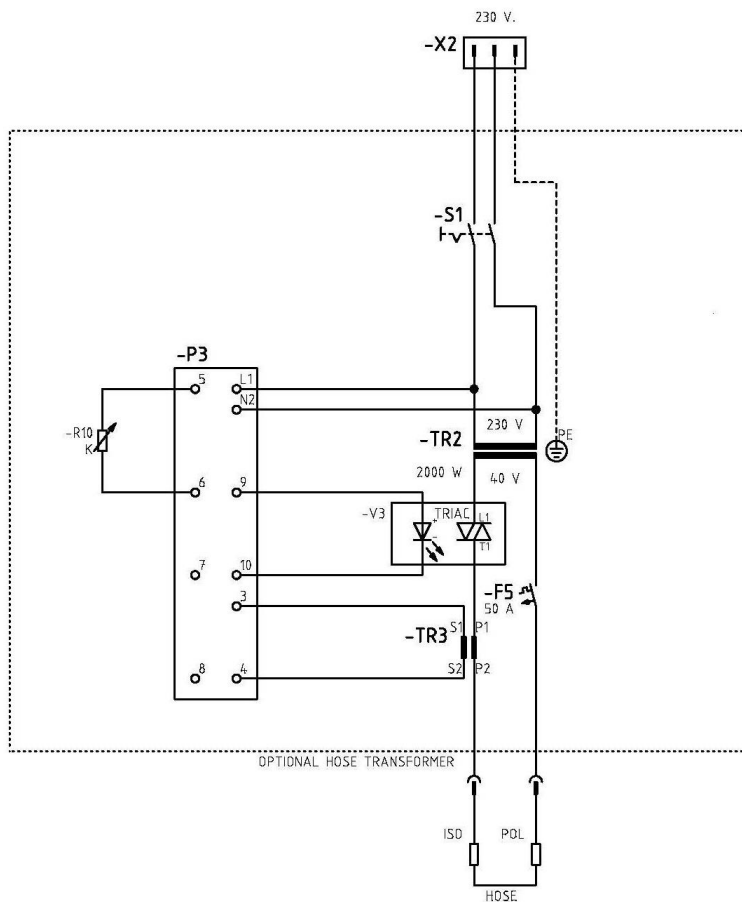 230 V.
-X2
-S1
-P3
5 L1
N2
-R10
K
230 V
PE
-TR2
2000 W 40 V
6 9
-V3 + TRIAC L1
- T1
7 10
3
-F5
50 A
S1 P1
-TR3
S2 P2
8 4
OPTIONAL HOSE TRANSFORMER
ISO POL
HOSE